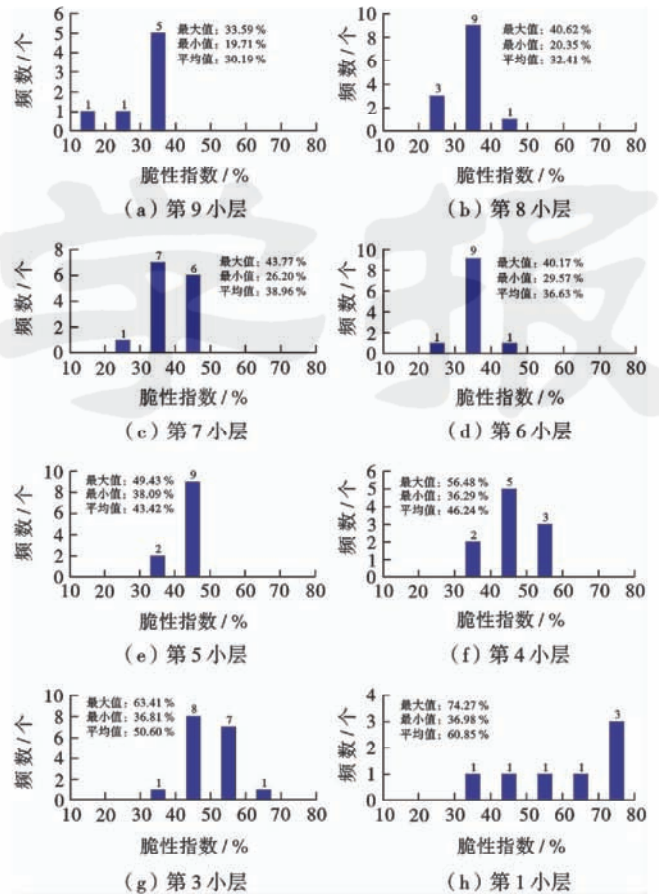 频数/个
6
5
4
3
2
1
0
1
1
5
最大值：33.59%
最小值：19.71%
平均值：30.19%
10 20 30 40 50 60 70 80
脆性指数/%
（a）第9小层
频数/个
10
8
6
4
2
0
3
9
1
最大值：40.62%
最小值：20.35%
平均值：32.41%
10 20 30 40 50 60 70 80
脆性指数/%
（b）第8小层
频数/个
8
6
4
2
0
1
7
6
最大值：43.77%
最小值：26.20%
平均值：38.96%
10 20 30 40 50 60 70 80
脆性指数/%
（c）第7小层
频数/个
10
8
6
4
2
0
1
9
1
最大值：40.17%
最小值：29.57%
平均值：36.63%
10 20 30 40 50 60 70 80
脆性指数/%
（d）第6小层
频数/个
10
8
6
4
2
0
最大值：49.43%
最小值：38.09%
平均值：43.42%
2
9
10 20 30 40 50 60 70 80
脆性指数/%
（e）第5小层
频数/个
6
5
4
3
2
1
0
最大值：56.48%
最小值：36.29%
平均值：46.24%
2
5
3
10 20 30 40 50 60 70 80
脆性指数/%
（f）第4小层
频数/个
10
8
6
4
2
0
最大值：63.41%
最小值：36.81%
平均值：50.60%
1
8
7
1
10 20 30 40 50 60 70 80
脆性指数/%
（g）第3小层
频数/个
4
3
2
1
0
最大值：74.27%
最小值：36.98%
平均值：60.85%
1
1
1
1
3
10 20 30 40 50 60 70 80
脆性指数/%
（h）第1小层
学报